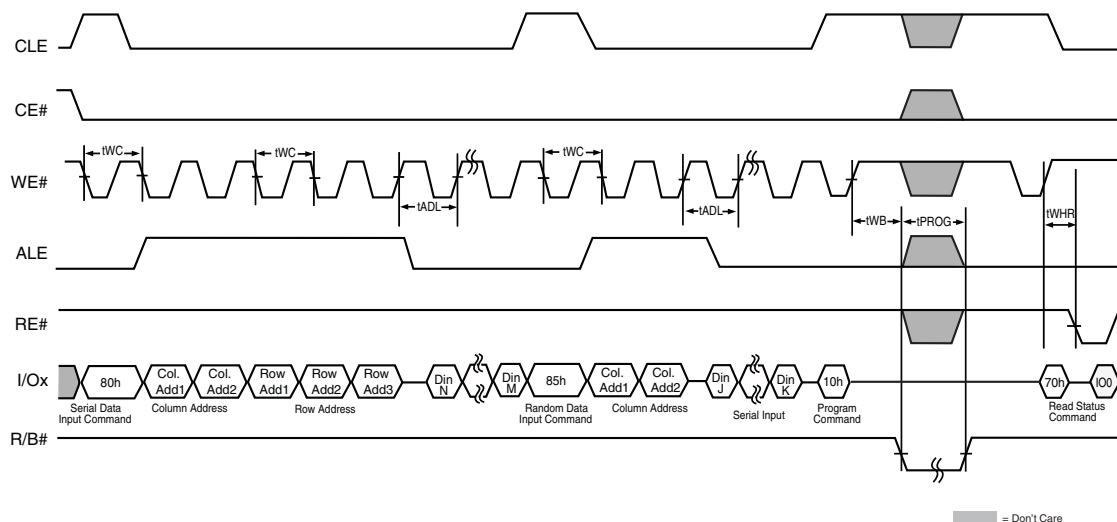 CLE
CE#
tWC
tWC
tWC
WE#
tADL
tADL
tWB
tPROG
tWHR
ALE
RE#
I/Ox
80h
Col. Add1
Col. Add2
Row Add1
Row Add2
Row Add3
Din N
Din M
85h
Col. Add1
Col. Add2
Din J
Din K
10h
70h
IO0
Serial Data
Input Command
Column Address
Row Address
Random Data
Input Command
Column Address
Serial Input
Program
Command
Read Status
Command
R/B#
= Don't Care